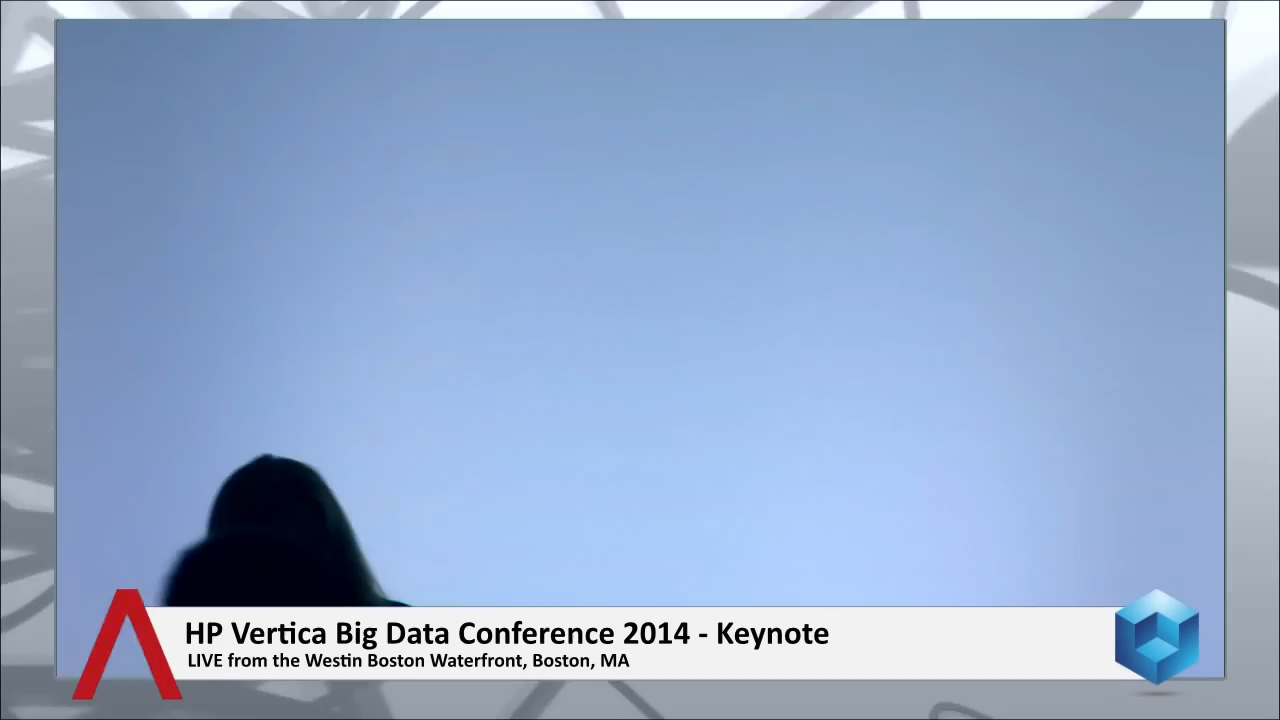 HP Vertica Big Data Conference 2014 - Keynote
LIVE from the Westin Boston Waterfront, Boston, MA